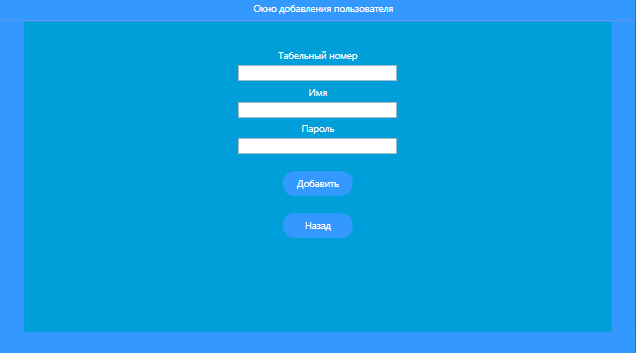 Окно добавления пользователя
Табельный номер
Имя
Пароль
Добавить
Назад